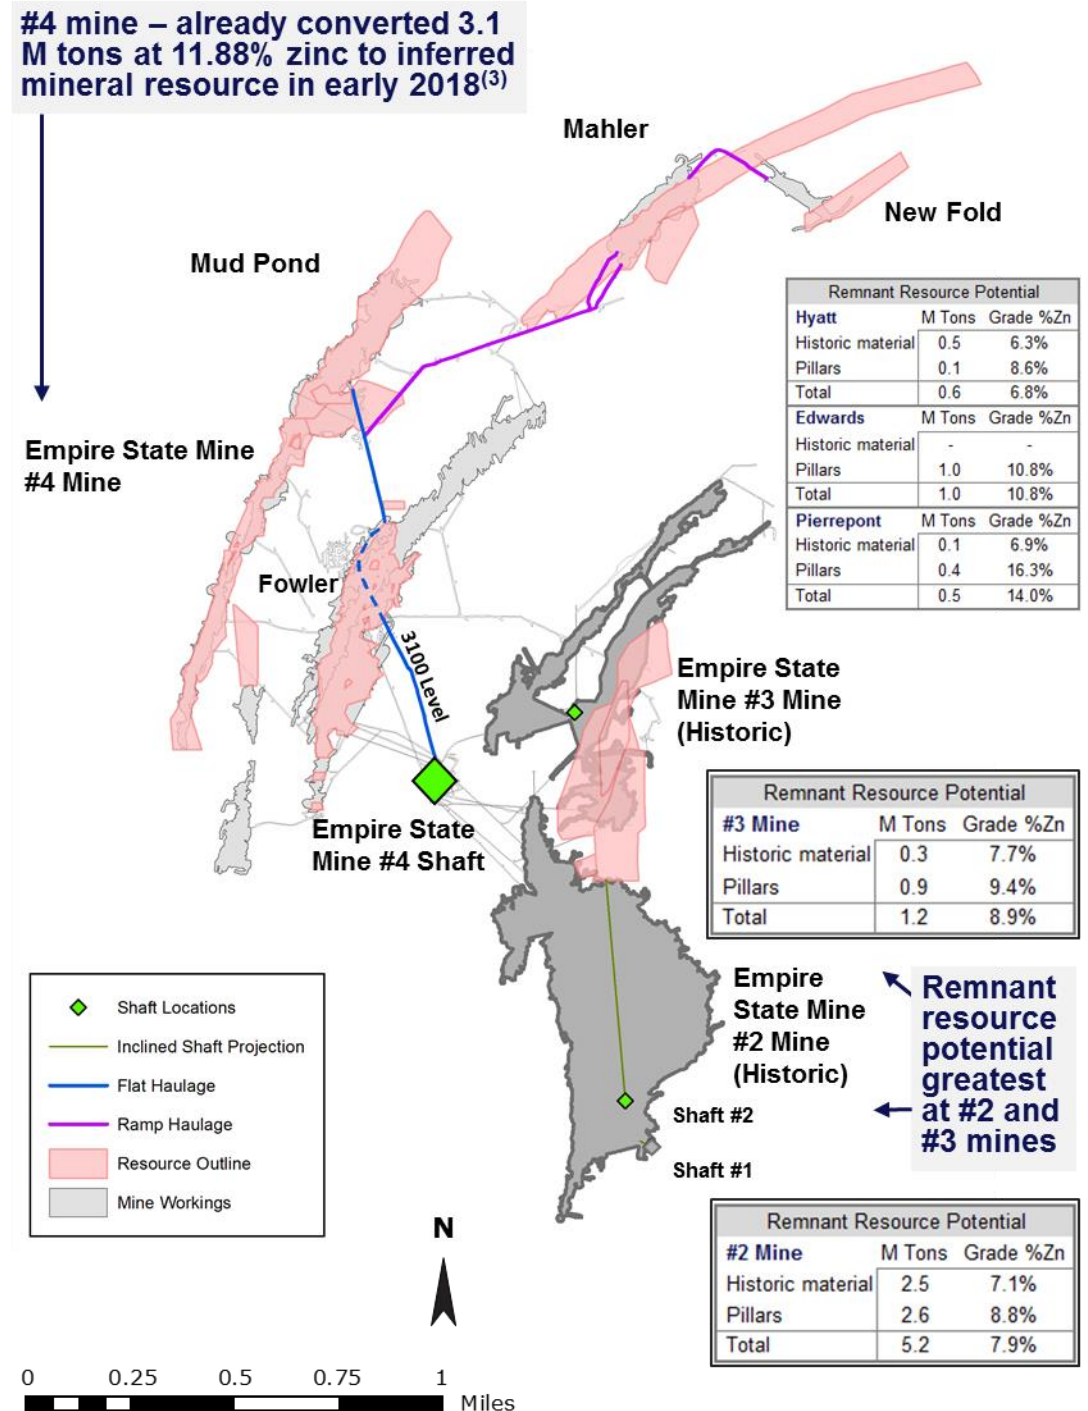 #4 mine – already converted 3.1
M tons at 11.88% zinc to inferred
mineral resource in early 2018(3)
Mahler
New Fold
Mud Pond
Remnant Resource Potential
Hyatt M Tons Grade %Zn
Historic material 0.5 6.3%
Pillars 0.1 8.6%
Total 0.6 6.8%
Edwards M Tons Grade %Zn
Historic material - -
Pillars 1.0 10.8%
Total 1.0 10.8%
Pierrepont M Tons Grade %Zn
Historic material 0.1 6.9%
Pillars 0.4 16.3%
Total 0.5 14.0%
Empire State Mine
#4 Mine
Fowler
3100 Level
Empire State
Mine #3 Mine
(Historic)
Empire State
Mine #4 Shaft
Remnant Resource Potential
#3 Mine M Tons Grade %Zn
Historic material 0.3 7.7%
Pillars 0.9 9.4%
Total 1.2 8.9%
Empire
State Mine
#2 Mine
(Historic)
Remnant
resource
potential
greatest
at #2 and
#3 mines
Shaft #2
Shaft #1
Shaft Locations
Inclined Shaft Projection
Flat Haulage
Ramp Haulage
Resource Outline
Mine Workings
Remnant Resource Potential
#2 Mine M Tons Grade %Zn
Historic material 2.5 7.1%
Pillars 2.6 8.8%
Total 5.2 7.9%
N
0 0.25 0.5 0.75 1
Miles